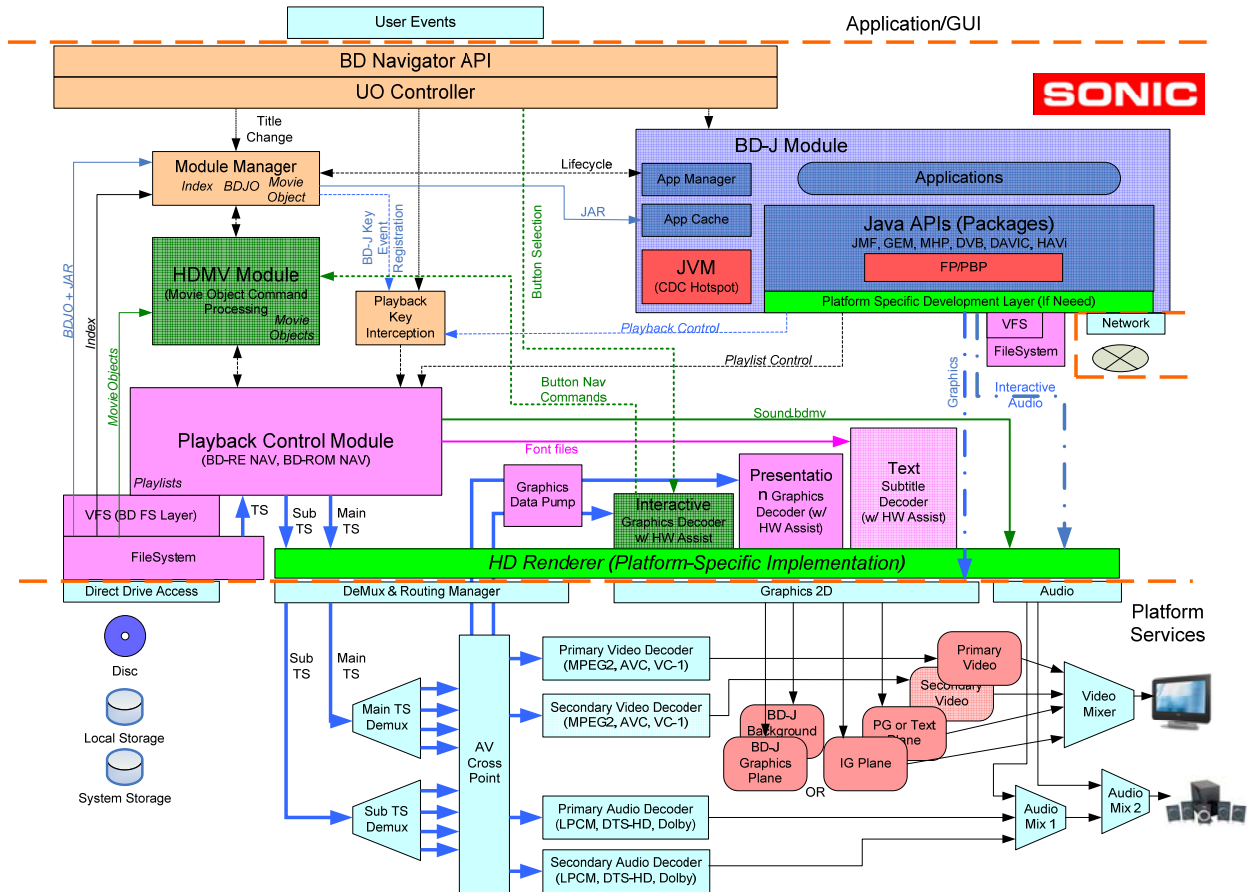 User Events
Application/GUI
BD Navigator API
UO Controller
SONIC
Title
Change
Module Manager
Index BDJO Movie
Object
Lifecycle
BD-J Module
App Manager
Applications
JAR
App Cache
Java APIs (Packages)
JMF, GEM, MHP, DVB, DAVIC, HAVi
FP/PBP
JVM
(CDC Hotspot)
Platform Specific Development Layer (If Neeed)
BD-J Key
Event
Registration
Button Selection
HDMV Module
(Movie Object Command
Processing)
Movie
Objects
Playback
Key
Interception
Playback Control
Playlist Control
VFS
FileSystem
Network
BDJO + JAR
Index
MovieObjects
Button Nav
Commands
Graphics
Interactive
Audio
Playback Control Module
(BD-RE NAV, BD-ROM NAV)
Playlists
Sound.bdmv
Font files
Graphics
Data Pump
Presentatio
n Graphics
Decoder (w/
HW Assist)
Text
Subtitle
Decoder
(w/ HW Assist)
Interactive
Graphics Decoder
w/ HW Assist
VFS (BD FS Layer)
TS
Sub
TS
Main
TS
FileSystem
HD Renderer (Platform-Specific Implementation)
Direct Drive Access
DeMux & Routing Manager
Graphics 2D
Audio
Platform
Services
Disc
Local Storage
System Storage
Sub
TS
Main
TS
Main TS
Demux
Sub TS
Demux
AV
Cross
Point
Primary Video Decoder
(MPEG2, AVC, VC-1)
Secondary Video Decoder
(MPEG2, AVC, VC-1)
Primary Audio Decoder
(LPCM, DTS-HD, Dolby)
Secondary Audio Decoder
(LPCM, DTS-HD, Dolby)
Primary
Video
Secondary
Video
BD-J
Background
BD-J
Graphics
Plane
OR
PG or Text
Plane
IG Plane
Video
Mixer
Audio
Mix 1
Audio
Mix 2